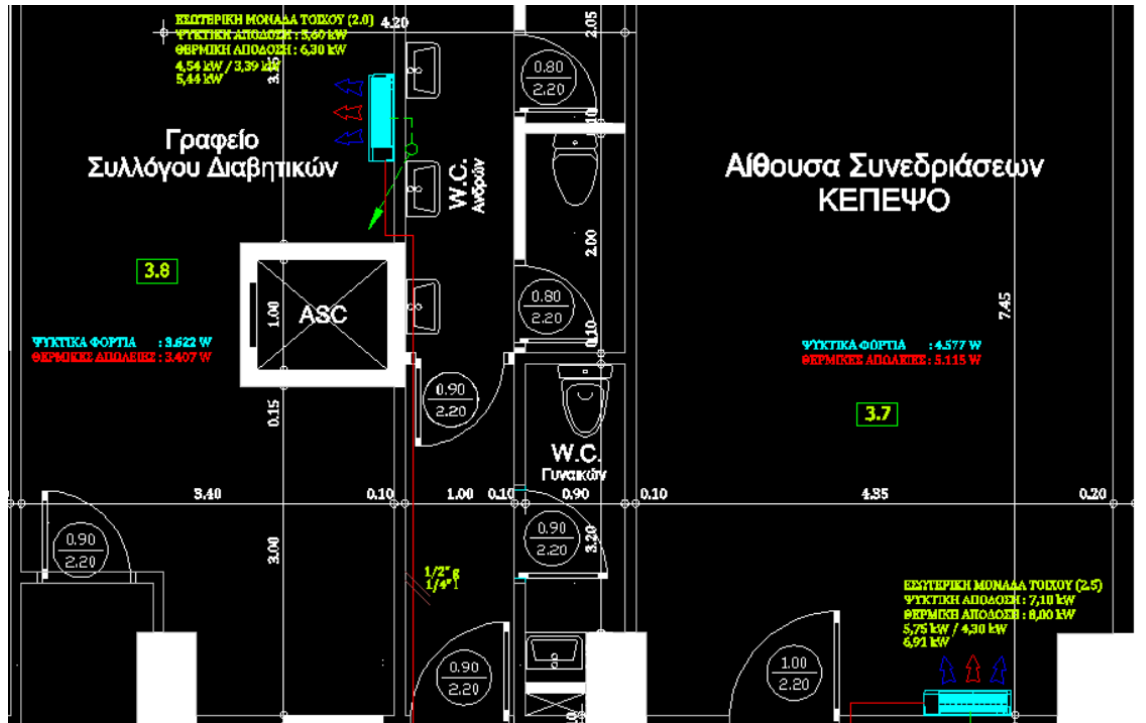 ΕΣΩΤΕΡΙΚΗ ΜΟΝΑΔΑ ΤΟΙΧΟΥ (2.0)
ΨΥΚΤΙΚΗ ΑΠΟΔΟΣΗ : 5,60 kW
ΘΕΡΜΙΚΗ ΑΠΟΔΟΣΗ : 6,30 kW
4,54 kW / 3,39 kW
5,44 kW
4.20
2.05
0.80
2.20
0.10
Γραφείο
Συλλόγου Διαβητικών
W.C.
Ανδρών
Αίθουσα Συνεδριάσεων
ΚΕΠΕΨΟ
2.00
3.8
0.80
2.20
1.00
ASC
7.45
0.10
ΨΥΚΤΙΚΑ ΦΟΡΤΙΑ : 3.622 W
ΘΕΡΜΙΚΕΣ ΑΠΩΛΕΙΕΣ : 3.407 W
ΨΥΚΤΙΚΑ ΦΟΡΤΙΑ : 4.577 W
ΘΕΡΜΙΚΕΣ ΑΠΩΛΕΙΕΣ : 5.115 W
0.90
2.20
0.15
3.7
W.C.
Γυναικών
3.40
0.10
1.00
0.10
0.90
0.10
4.35
0.20
0.90
2.20
3.00
0.90
2.20
3.20
1/2" g
1/4" l
ΕΣΩΤΕΡΙΚΗ ΜΟΝΑΔΑ ΤΟΙΧΟΥ (2.5)
ΨΥΚΤΙΚΗ ΑΠΟΔΟΣΗ : 7,10 kW
ΘΕΡΜΙΚΗ ΑΠΟΔΟΣΗ : 8,00 kW
5,75 kW / 4,30 kW
6,91 kW
0.90
2.20
1.00
2.20